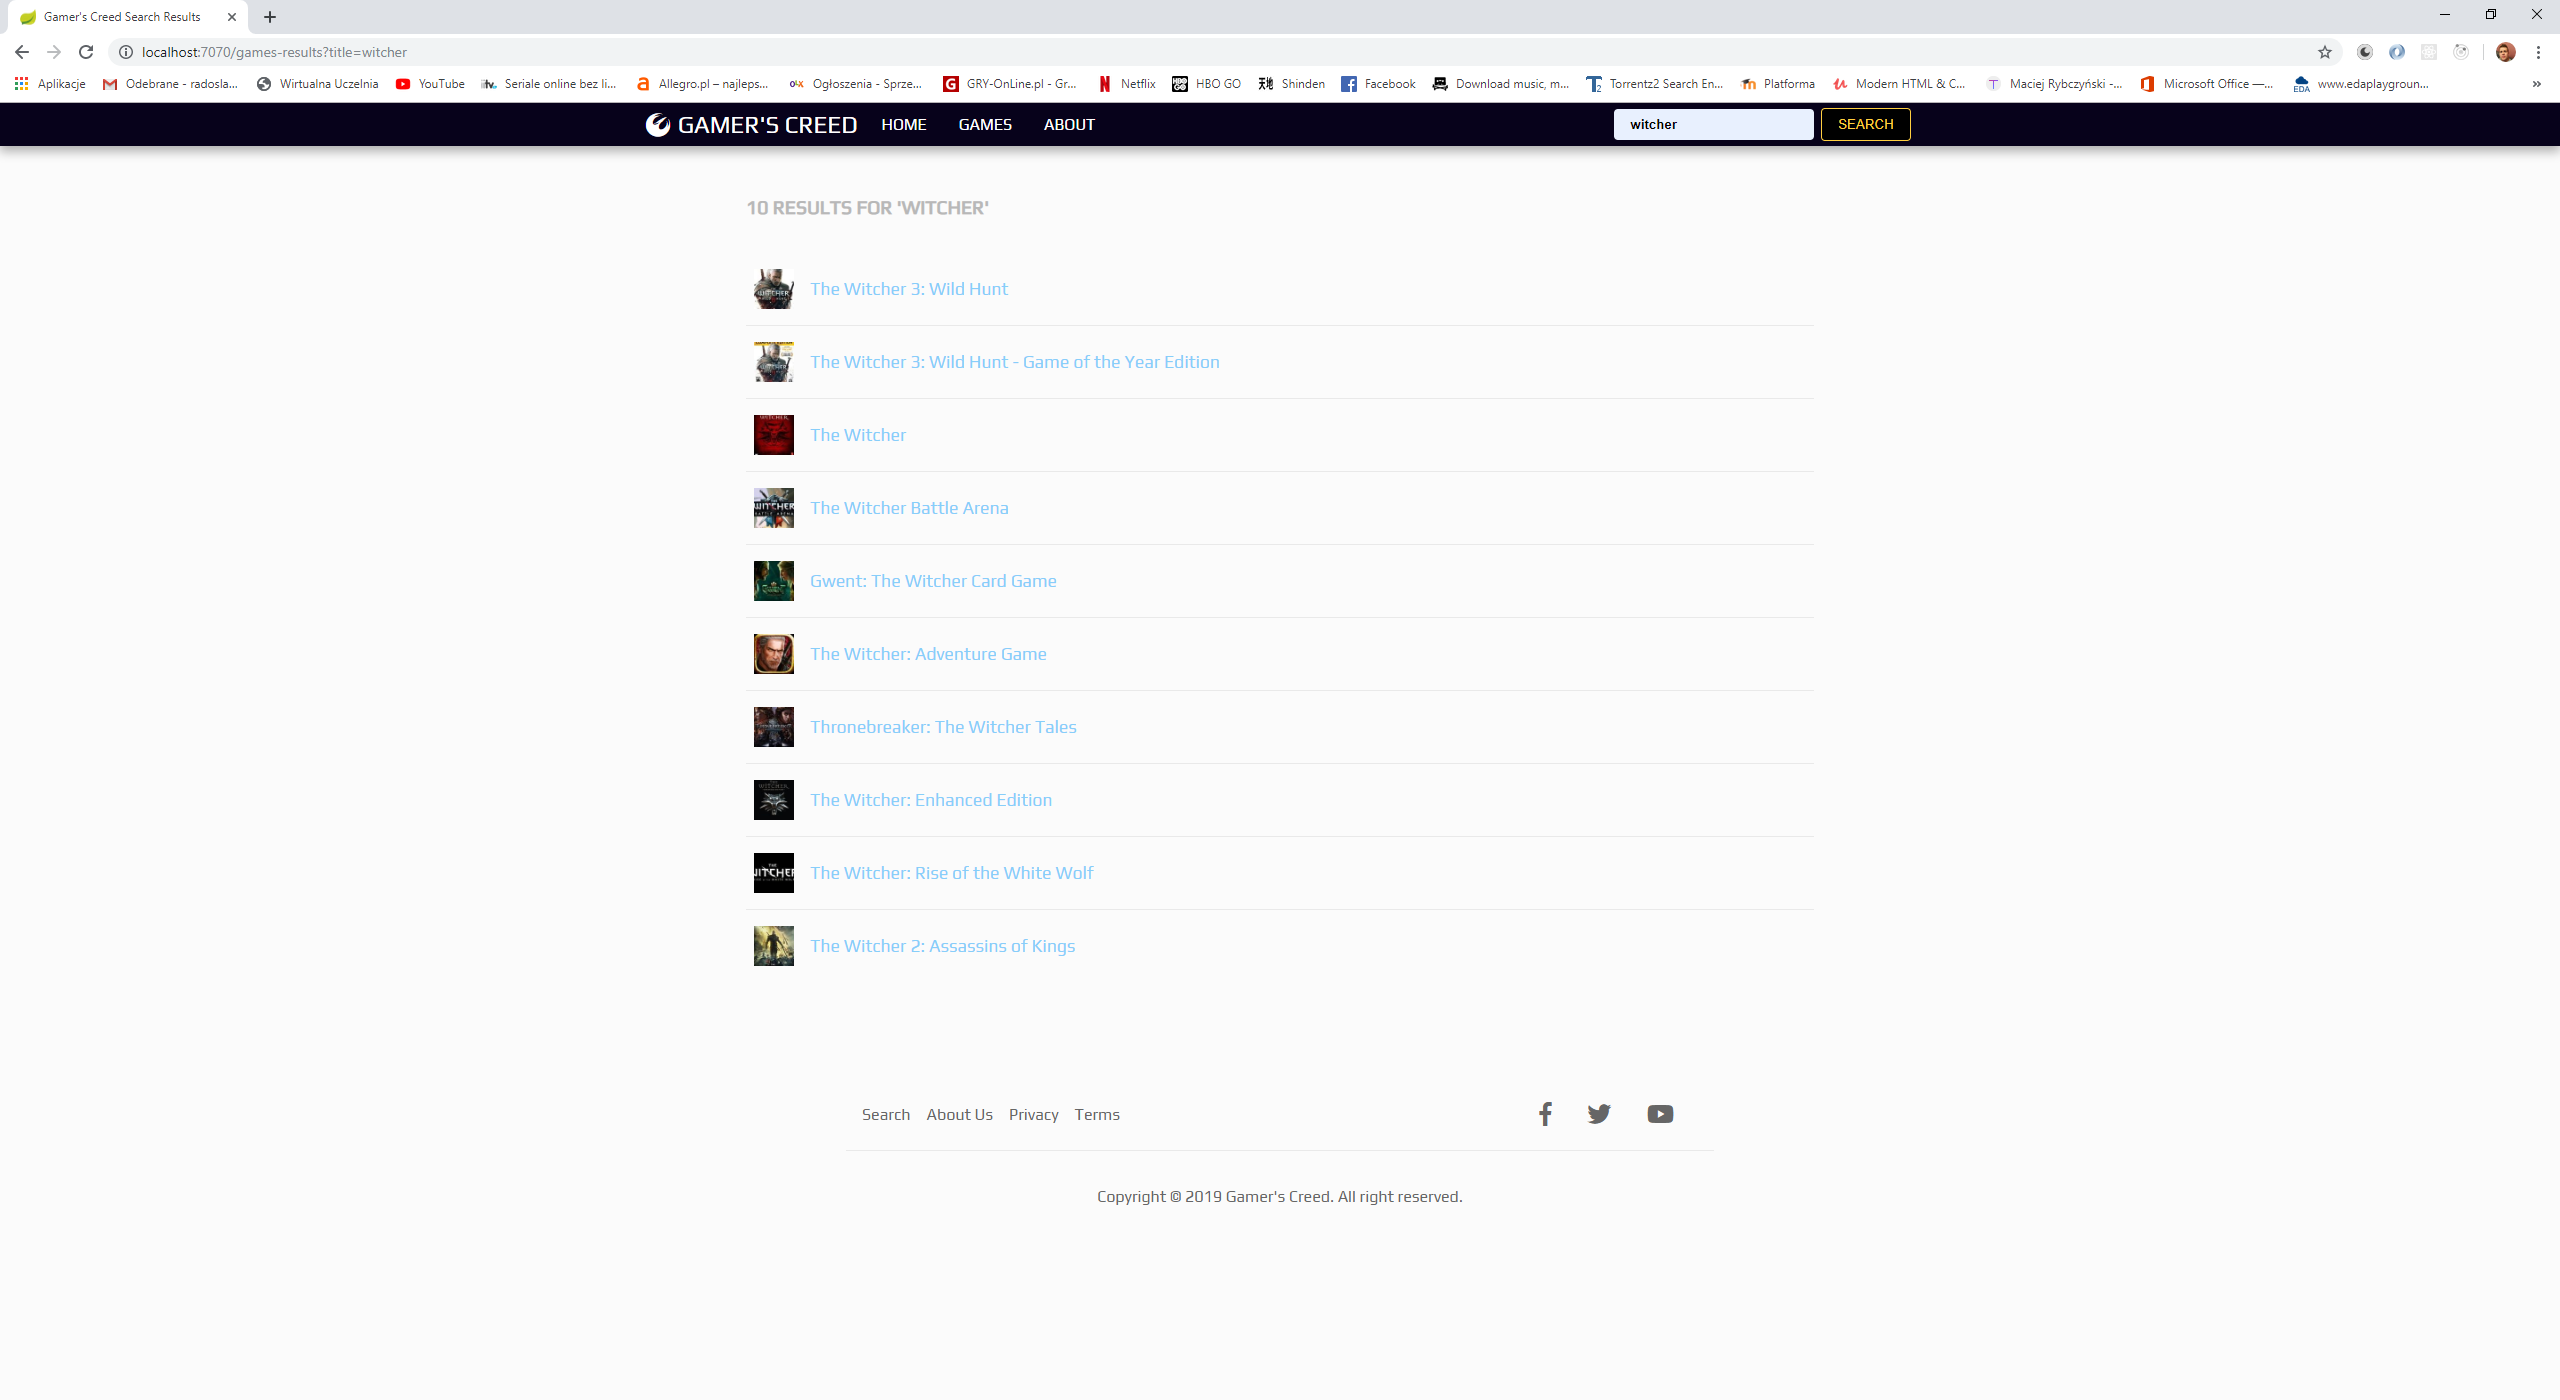 Gamer's Creed Search Results
localhost:7070/games-results?title=witcher
Aplikacje Odebrane - radosla... Wirtualna Uczelnia YouTube Seriale online bez li... Allegro.pl – najleps... Ogłoszenia - Sprze... GRY-OnLine.pl - Gr... Netflix HBO GO Shinden Facebook Download music, m... Torrentz2 Search En... Platforma Modern HTML & C... Maciej Rybczyński -... Microsoft Office —... www.edaplaygroun... »
GAMER'S CREED HOME GAMES ABOUT witcher SEARCH
10 RESULTS FOR 'WITCHER'
The Witcher 3: Wild Hunt
The Witcher 3: Wild Hunt - Game of the Year Edition
The Witcher
The Witcher Battle Arena
Gwent: The Witcher Card Game
The Witcher: Adventure Game
Thronebreaker: The Witcher Tales
The Witcher: Enhanced Edition
The Witcher: Rise of the White Wolf
The Witcher 2: Assassins of Kings
Search About Us Privacy Terms
Copyright © 2019 Gamer's Creed. All right reserved.